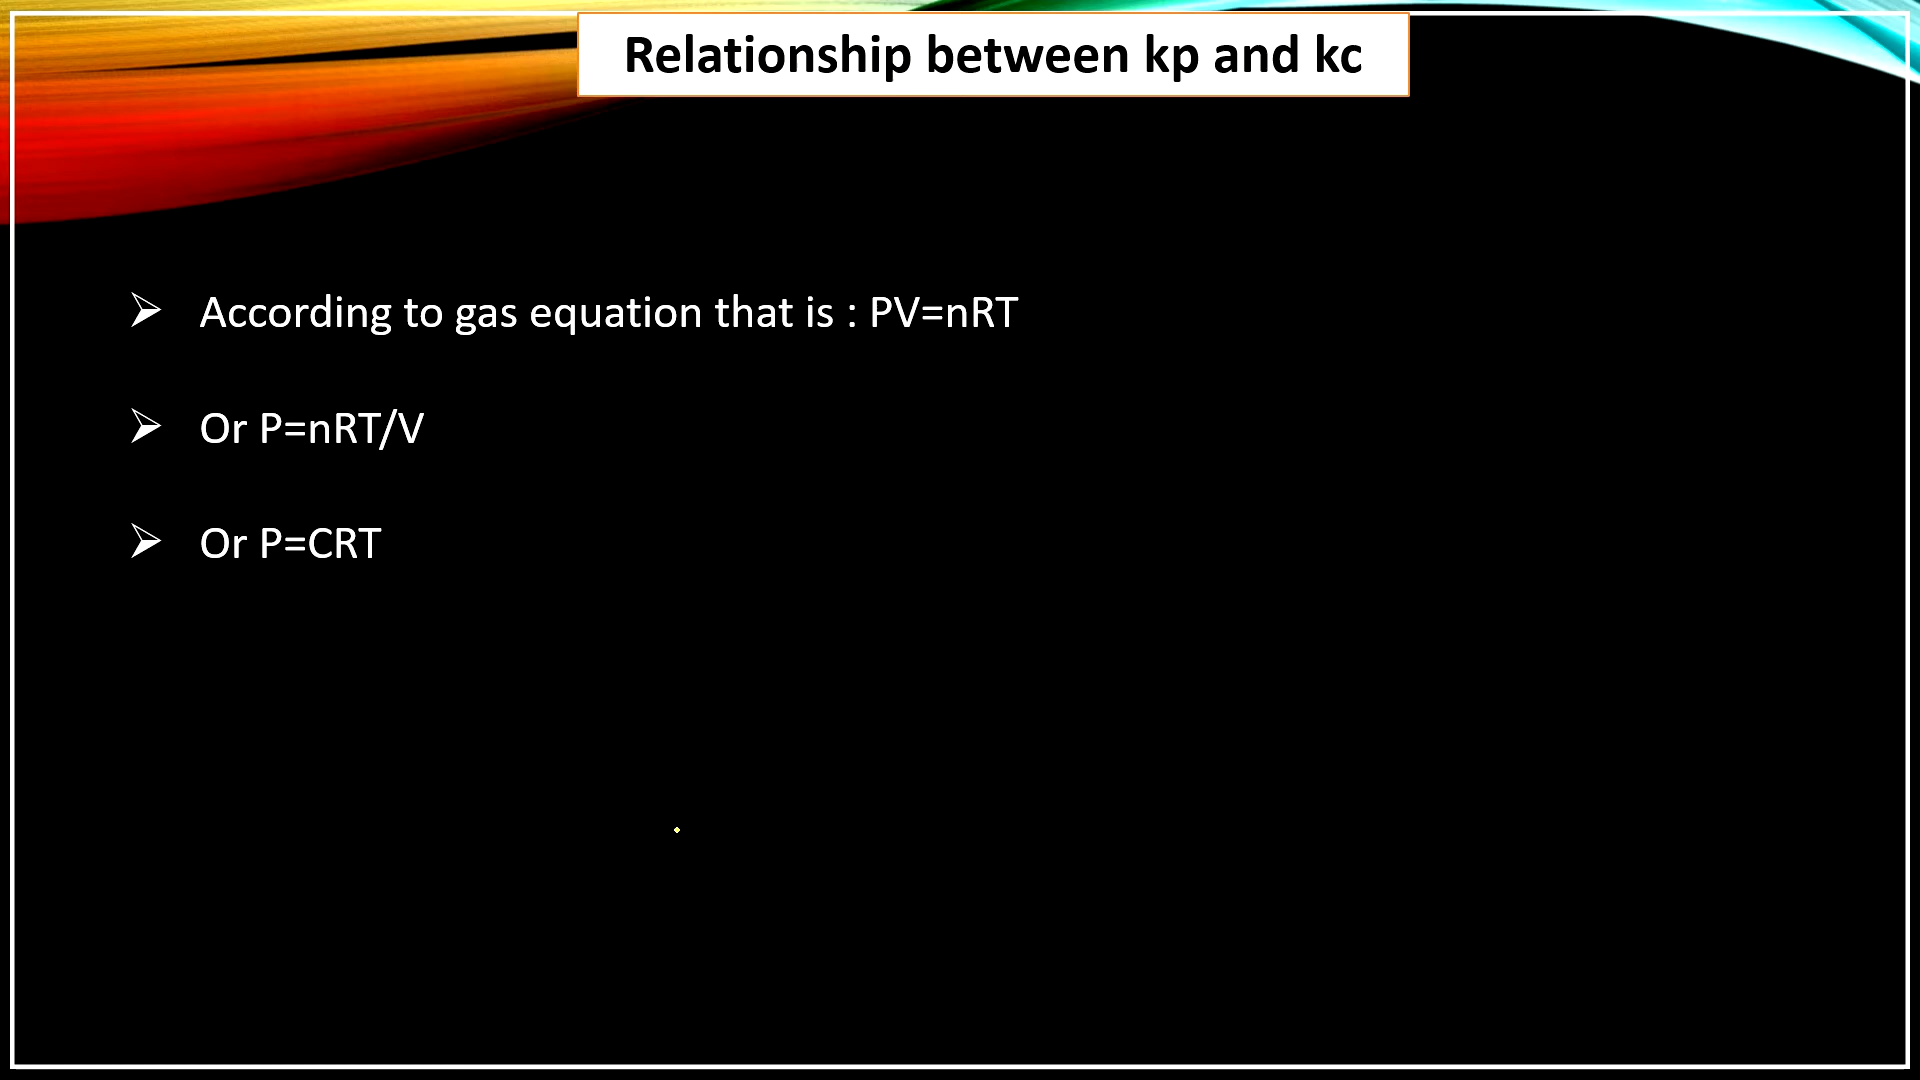 Relationship between kp and kc
➢ According to gas equation that is : PV=nRT
➢ Or P=nRT/V
➢ Or P=CRT